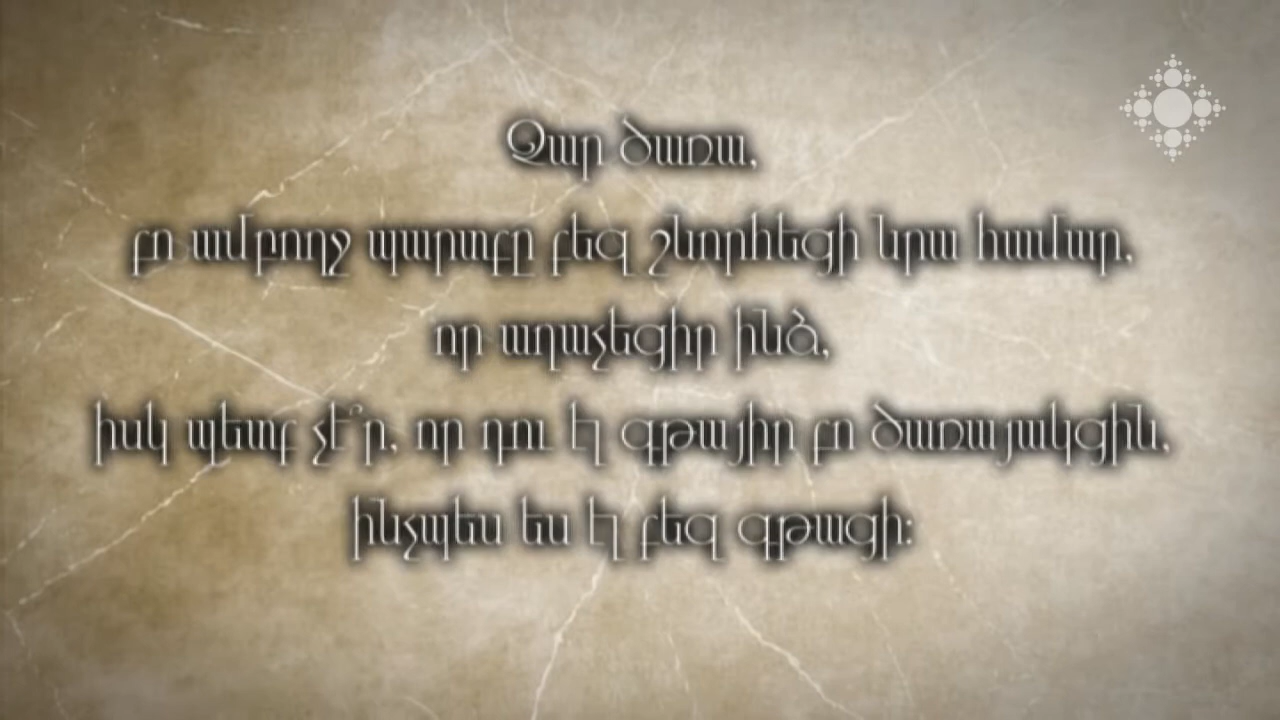 Չար ծառա,
քո ամբողջ պարտքը քեզ շնորհեցի նրա համար,
որ աղաչեցիր ինձ,
իսկ պետք չէ՞ր, որ դու էլ գթայիր քո ծառայակցին,
ինչպես ես էլ քեզ գթացի։